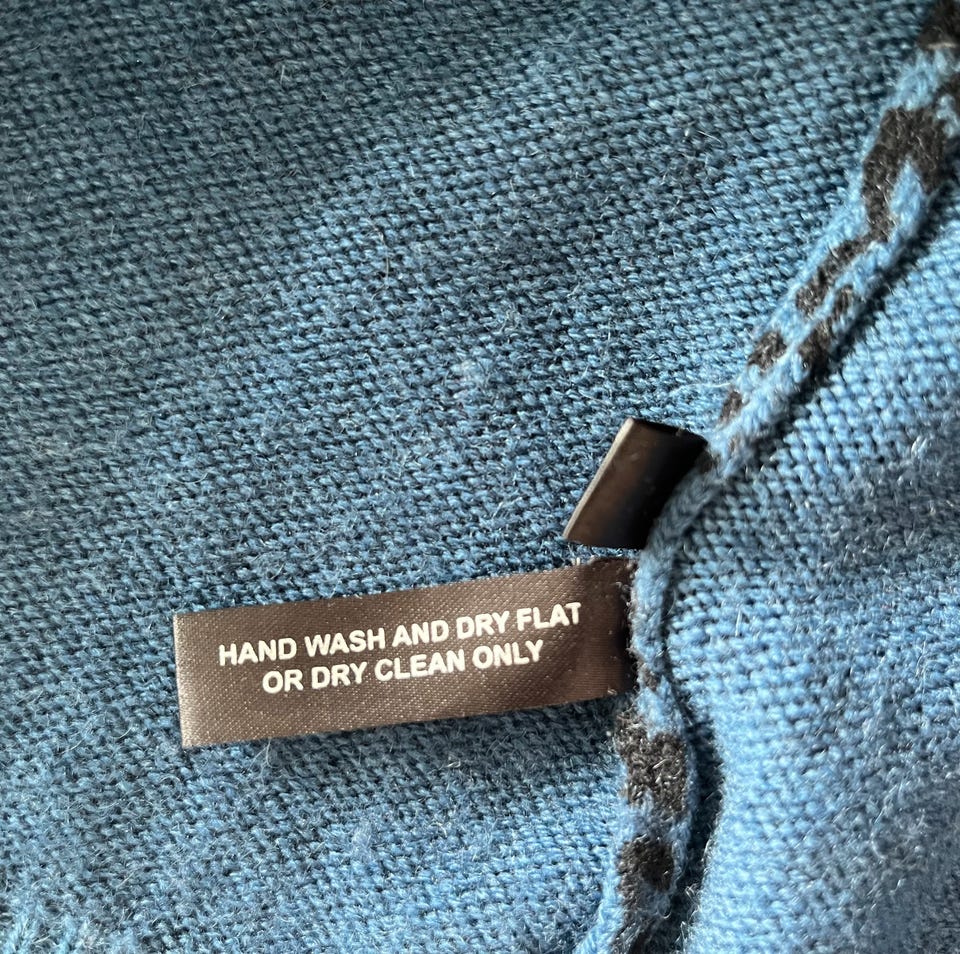 HAND WASH AND DRY FLAT
OR DRY CLEAN ONLY